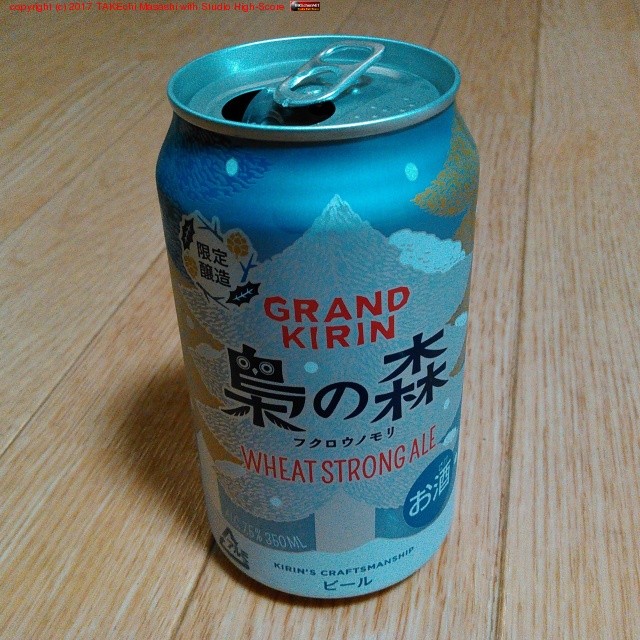 copyright (c) 2017 TAKEchi Masashi with Studio High-Score
限定
醸造
GRAND
KIRIN
梟の森
フクロウノモリ
WHEAT STRONG ALE
お酒
350ML
KIRIN'S CRAFTSMANSHIP
ビール